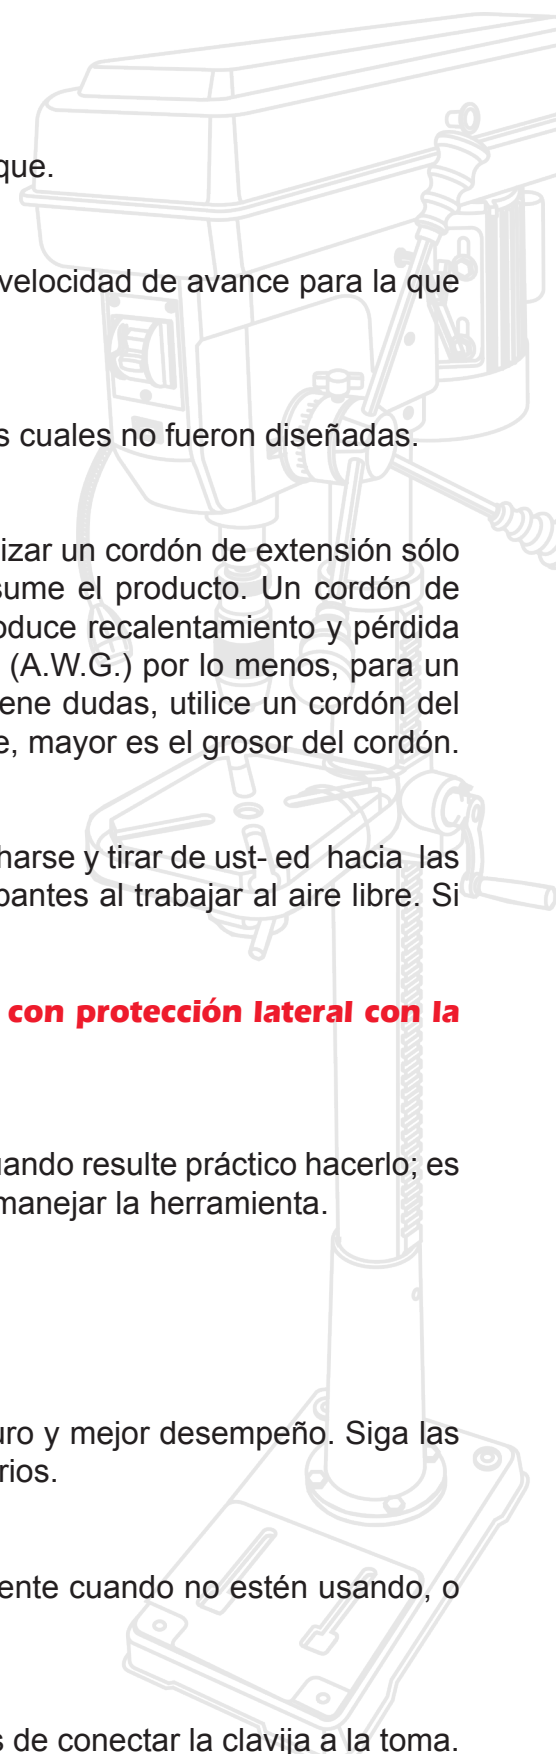 que.
velocidad de avance para la que
s cuales no fueron diseñadas.
izar un cordón de extensión sólo
sume el producto. Un cordón de
oduce recalentamiento y pérdida
(A.W.G.) por lo menos, para un
ene dudas, utilice un cordón del
e, mayor es el grosor del cordón.
harse y tirar de ust- ed hacia las
pantes al trabajar al aire libre. Si
con protección lateral con la
uando resulte práctico hacerlo; es
manejar la herramienta.
uro y mejor desempeño. Siga las
rios.
ente cuando no estén usando, o
s de conectar la clavija a la toma.